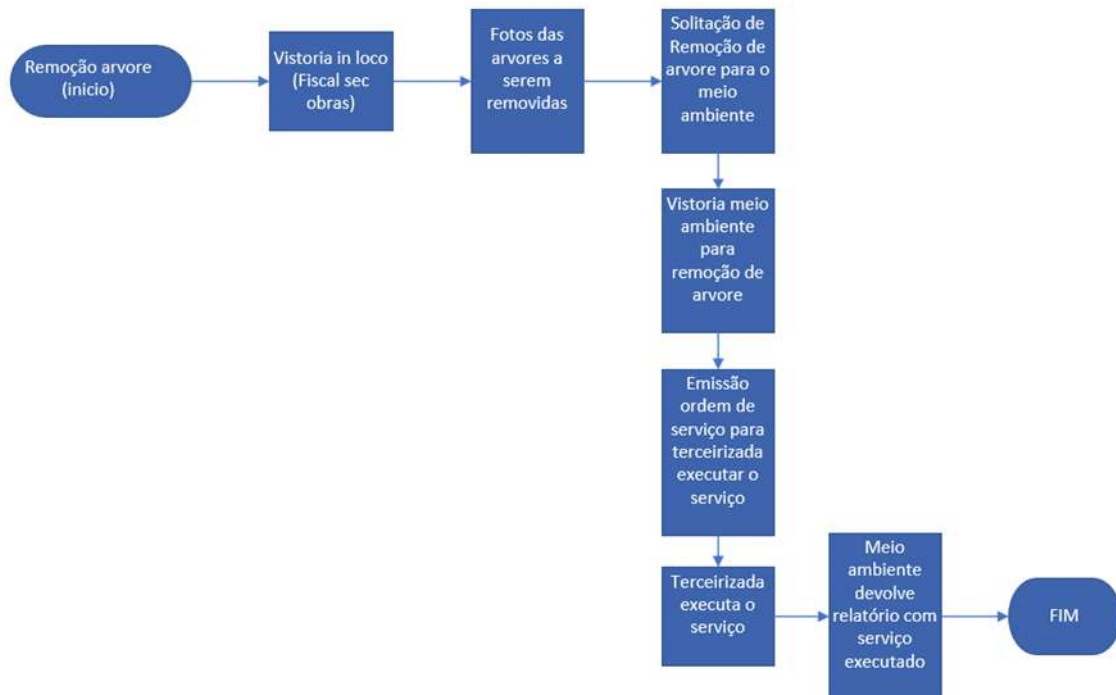 Remoção arvore
(inicio)
Vistoria in loco
(Fiscal sec
obras)
Fotos das
arvores a
serem
removidas
Solitação de
Remoção de
arvore para o
meio
ambiente
Vistoria meio
ambiente
para
remoção de
arvore
Emissão
ordem de
serviço para
terceirizada
executar o
serviço
Terceirizada
executa o
serviço
Meio
ambiente
devolve
relatório com
serviço
executado
FIM